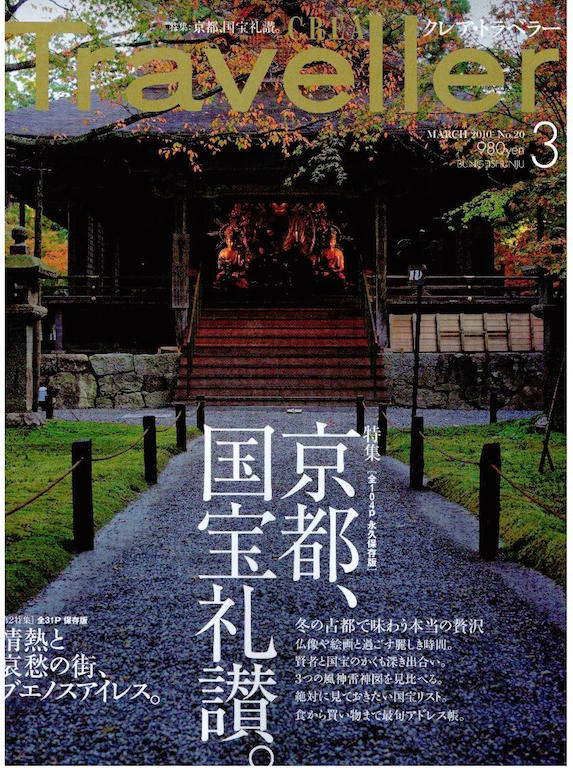 特集:京都、国宝礼讃。
CREA
クレア・トラベラー
Traveller
MARCH 2010 No.20
980yen
BUNGEISHUNJU
3
特集[全104P 永久保存版]
京都、
国宝礼讃。
冬の古都で味わう本当の贅沢
仏像や絵画と過ごす麗しき時間。
賢者と国宝のかくも深き出合い。
3つの風神雷神図を見比べる。
絶対に見ておきたい国宝リスト。
食から買い物まで最旬アドレス帳。
第2特集] 全31P 保存版
情熱と
哀愁の街、
ブエノスアイレス。